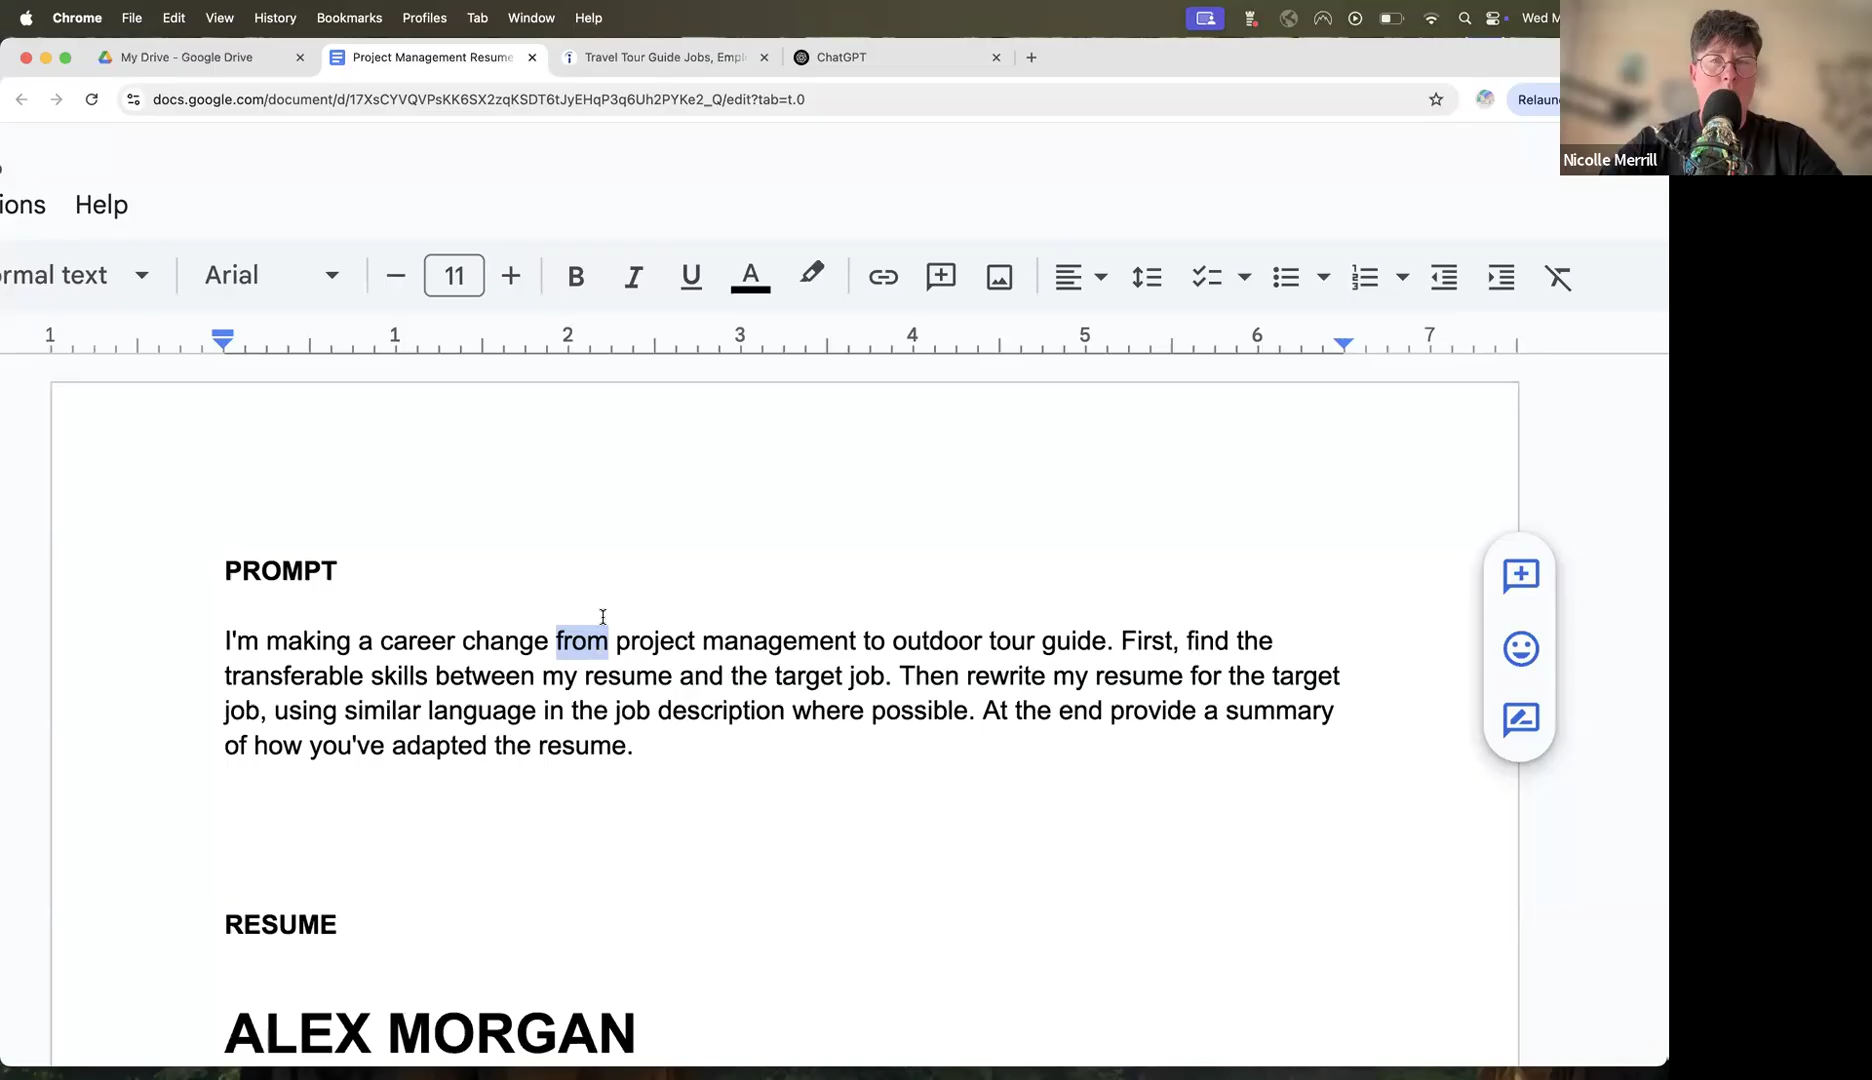 Chrome File Edit View History Bookmarks Profiles Tab Window Help Wed M
My Drive - Google Drive Project Management Resume Travel Tour Guide Jobs, Empl ChatGPT
docs.google.com/document/d/17XsCYVQVPsKK6SX2zqKSDT6tJyEHqP3q6Uh2PYKe2_Q/edit?tab=t.0 Relaun
Nicolle Merrill
ions Help
ormal text Arial 11
1 1 2 3 4 5 6 7
PROMPT
I'm making a career change from project management to outdoor tour guide. First, find the
transferable skills between my resume and the target job. Then rewrite my resume for the target
job, using similar language in the job description where possible. At the end provide a summary
of how you've adapted the resume.
RESUME
ALEX MORGAN